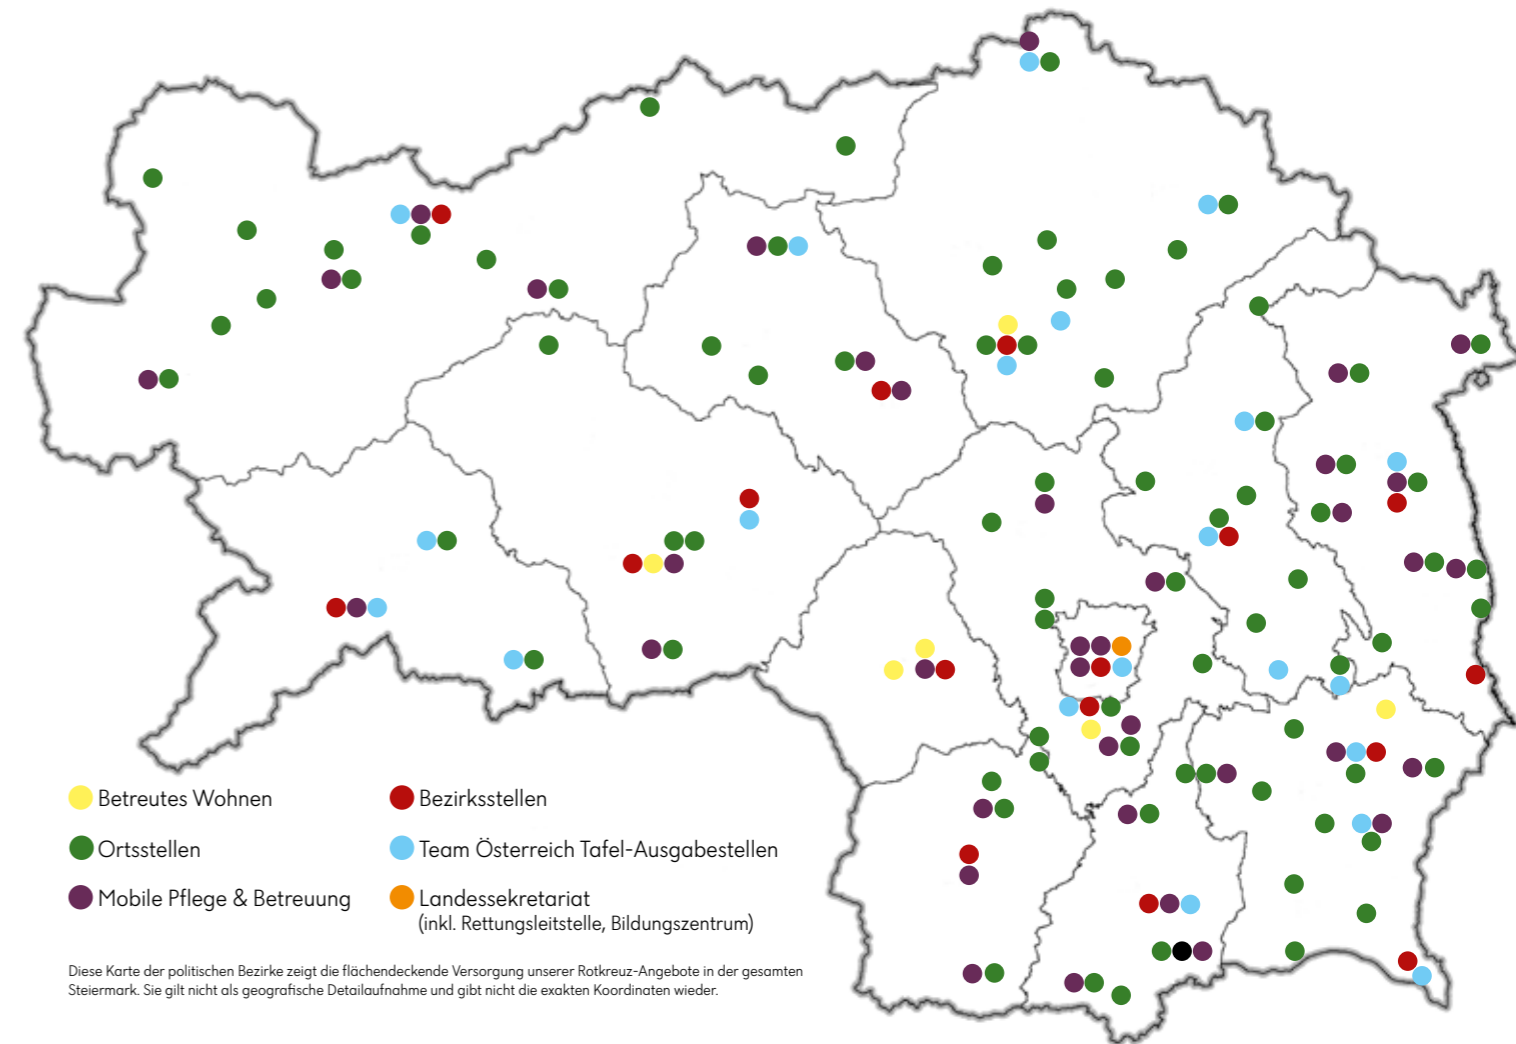 Betreutes Wohnen
Bezirksstellen
Ortsstellen
Team Österreich Tafel-Ausgabestellen
Mobile Pflege & Betreuung
Landessekretariat
(inkl. Rettungsleitstelle, Bildungszentrum)
Diese Karte der politischen Bezirke zeigt die flächendeckende Versorgung unserer Rotkreuz-Angebote in der gesamten
Steiermark. Sie gilt nicht als geografische Detailaufnahme und gibt nicht die exakten Koordinaten wieder.